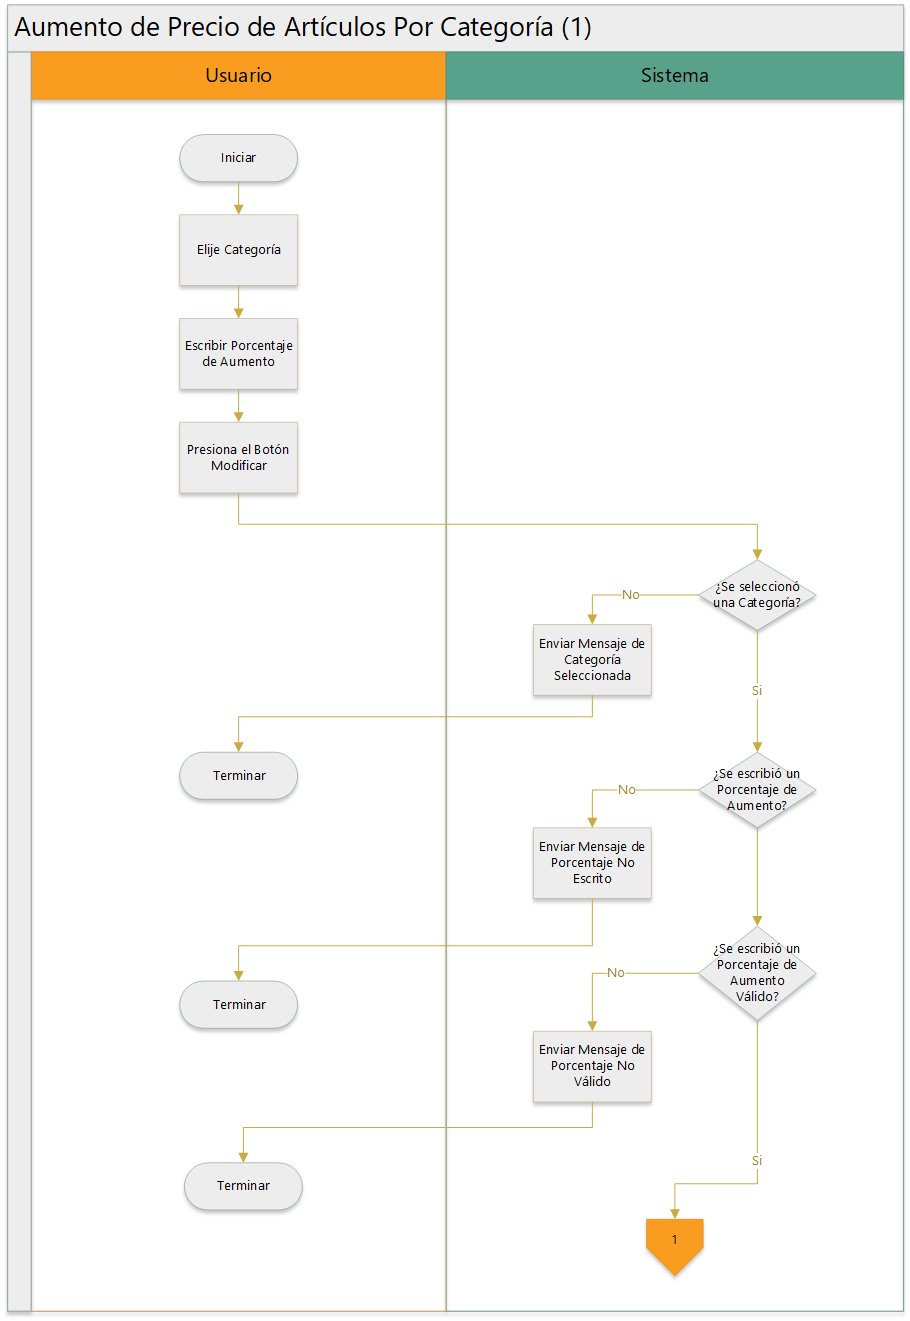 Aumento de Precio de Artículos Por Categoría (1)
Usuario
Sistema
Iniciar
Elije Categoría
Escribir Porcentaje
de Aumento
Presiona el Botón
Modificar
¿Se seleccionó
una Categoría?
No
Enviar Mensaje de
Categoría
Seleccionada
Si
Terminar
¿Se escribió un
Porcentaje de
Aumento?
No
Enviar Mensaje de
Porcentaje No
Escrito
¿Se escribió un
Porcentaje de
Aumento
Válido?
No
Terminar
Enviar Mensaje de
Porcentaje No
Válido
Si
Terminar
1